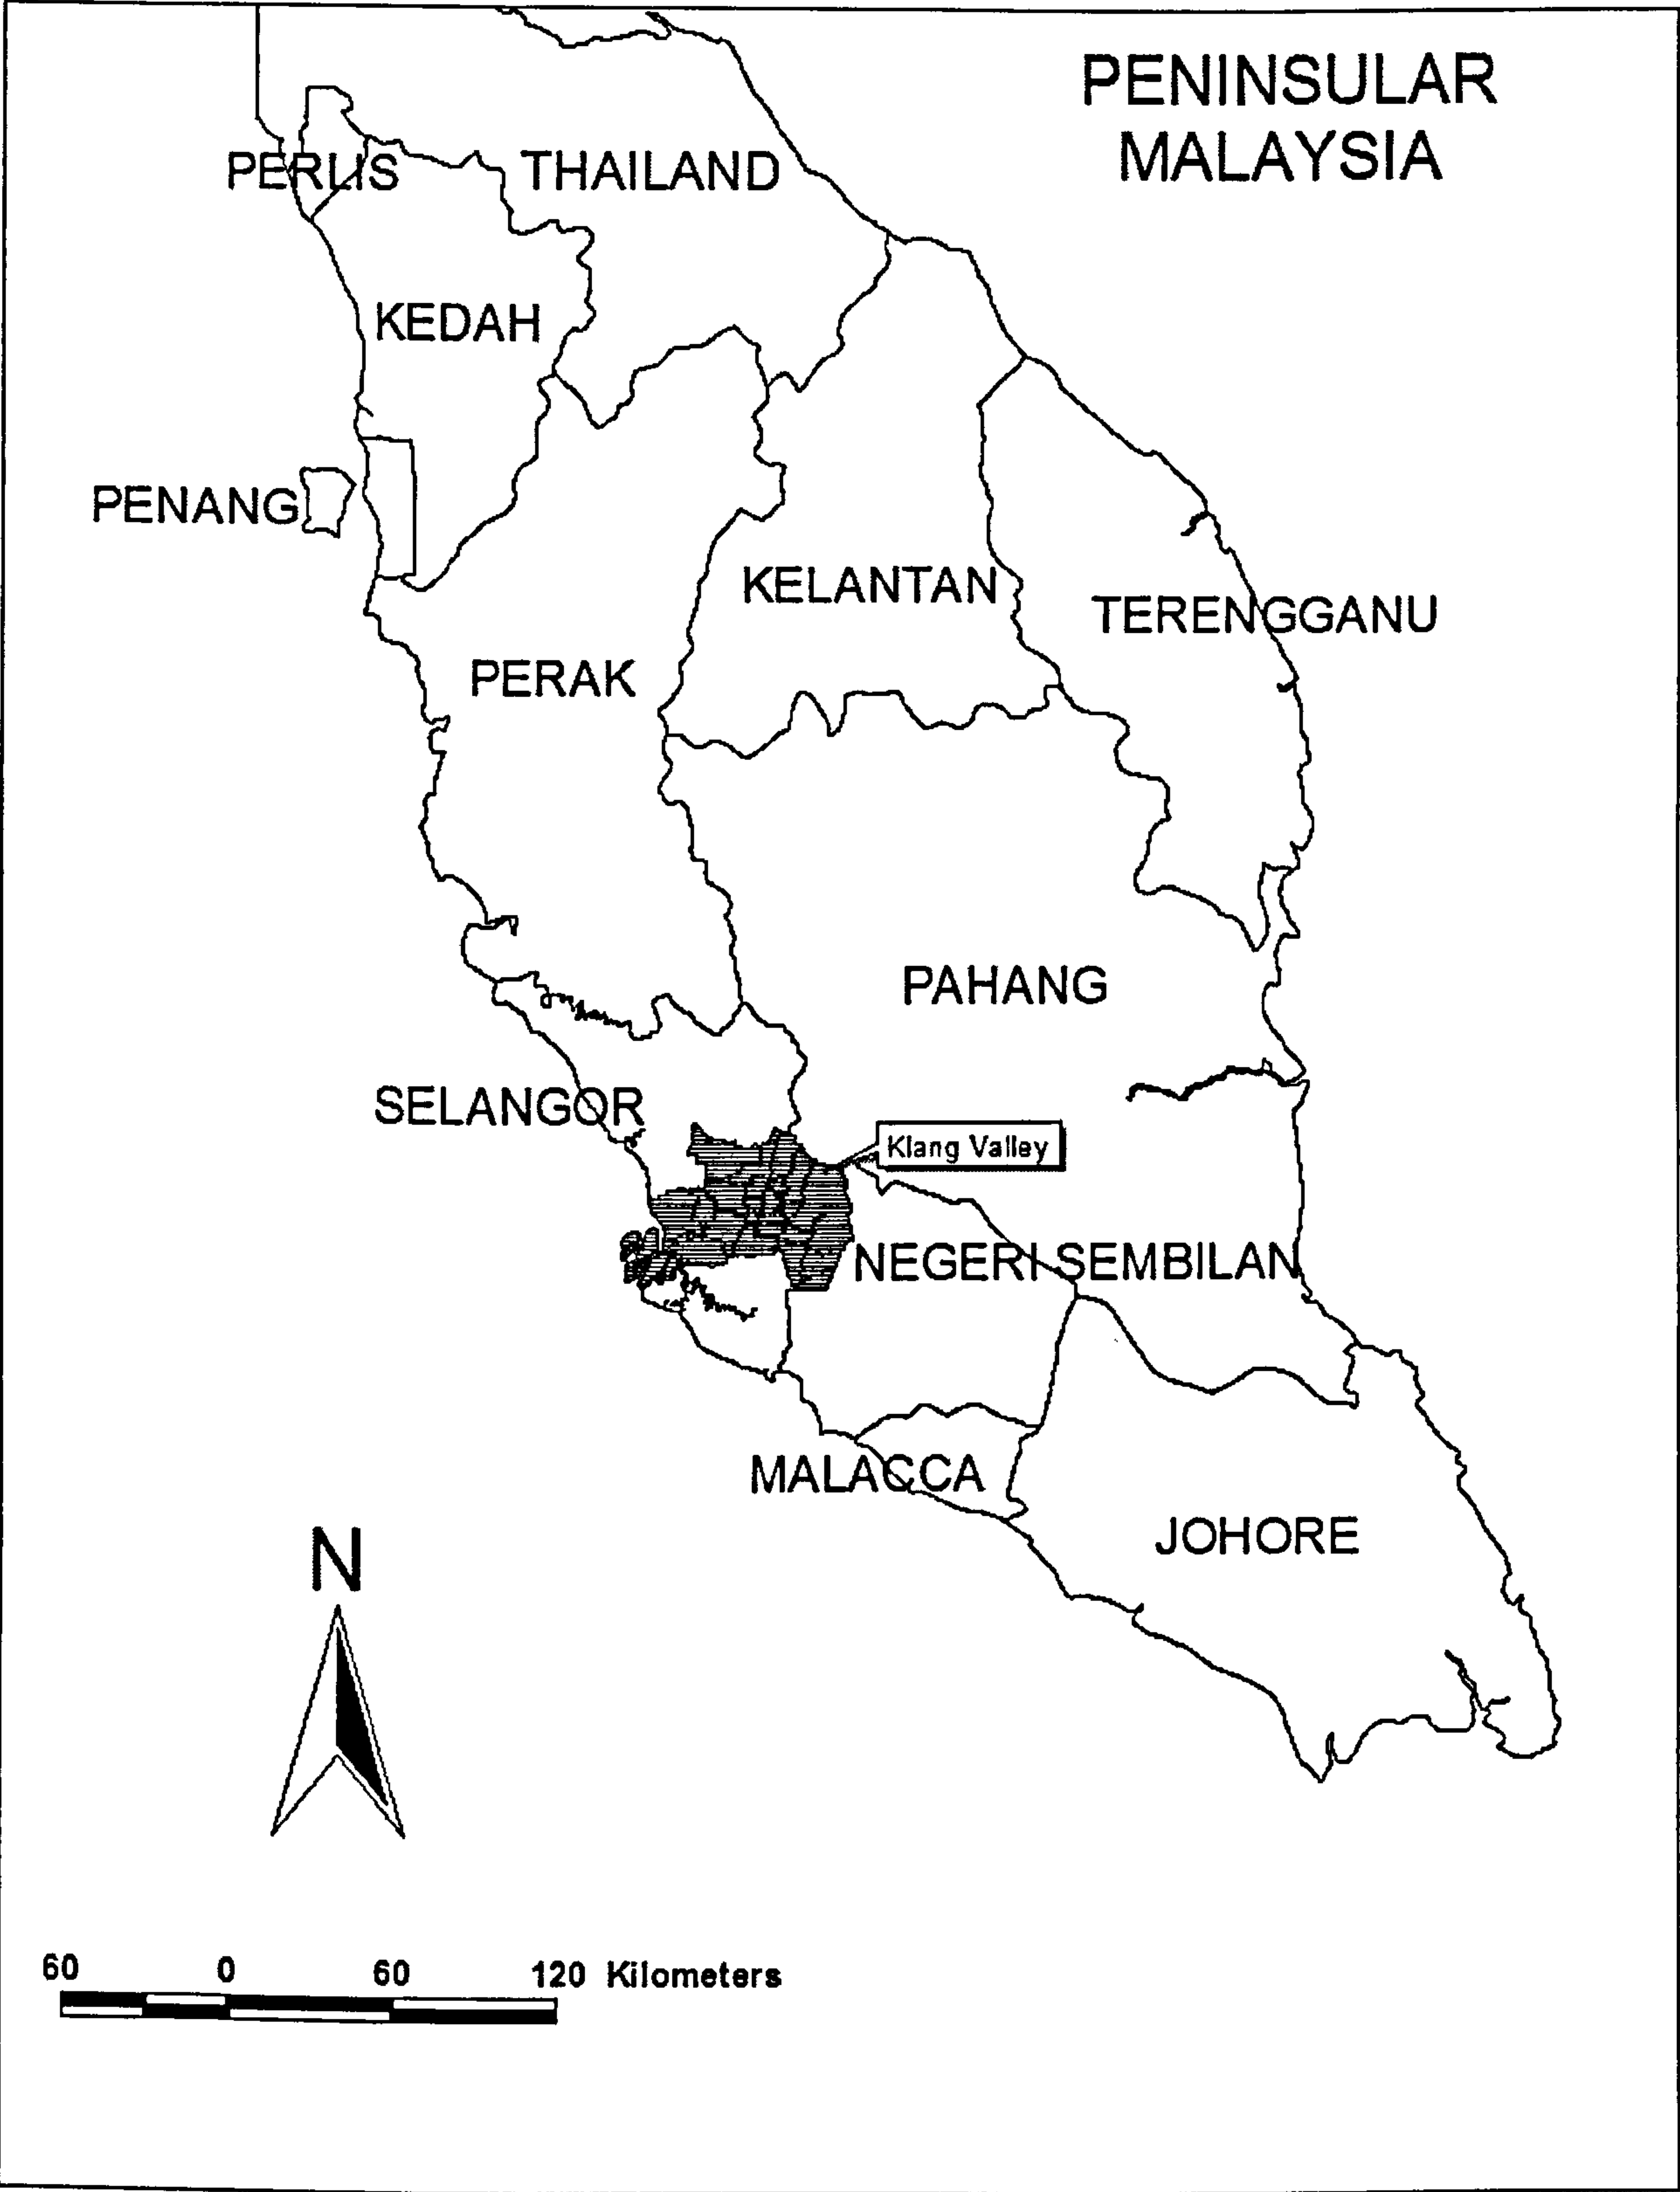 PENINSULAR
MALAYSIA
PERLIS
THAILAND
KEDAH
PENANG
KELANTAN
TERENGGANU
PERAK
PAHANG
SELANGOR
Klang Valley
NEGERI SEMBILAN
MALACCA
JOHORE
N
60 0 60 120 Kilometers